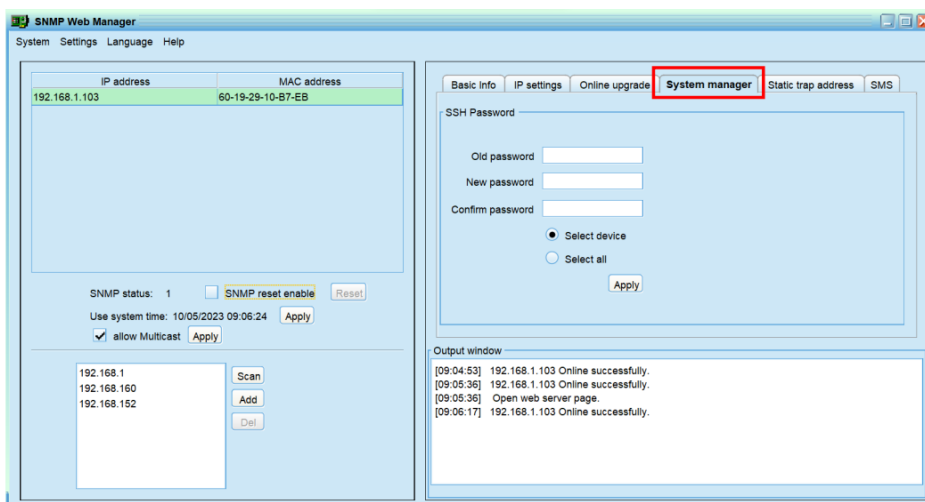 SNMP Web Manager
System Settings Language Help
IP address MAC address
192.168.1.103 60-19-29-10-B7-EB
SNMP status: 1 SNMP reset enable Reset
Use system time: 10/05/2023 09:06:24 Apply
allow Multicast Apply
192.168.1
192.168.160
192.168.152
Scan
Add
Del
Basic Info IP settings Online upgrade System manager Static trap address SMS
SSH Password
Old password
New password
Confirm password
Select device
Select all
Apply
Output window
[09:04:53] 192.168.1.103 Online successfully.
[09:05:36] 192.168.1.103 Online successfully.
[09:05:36] Open web server page.
[09:06:17] 192.168.1.103 Online successfully.